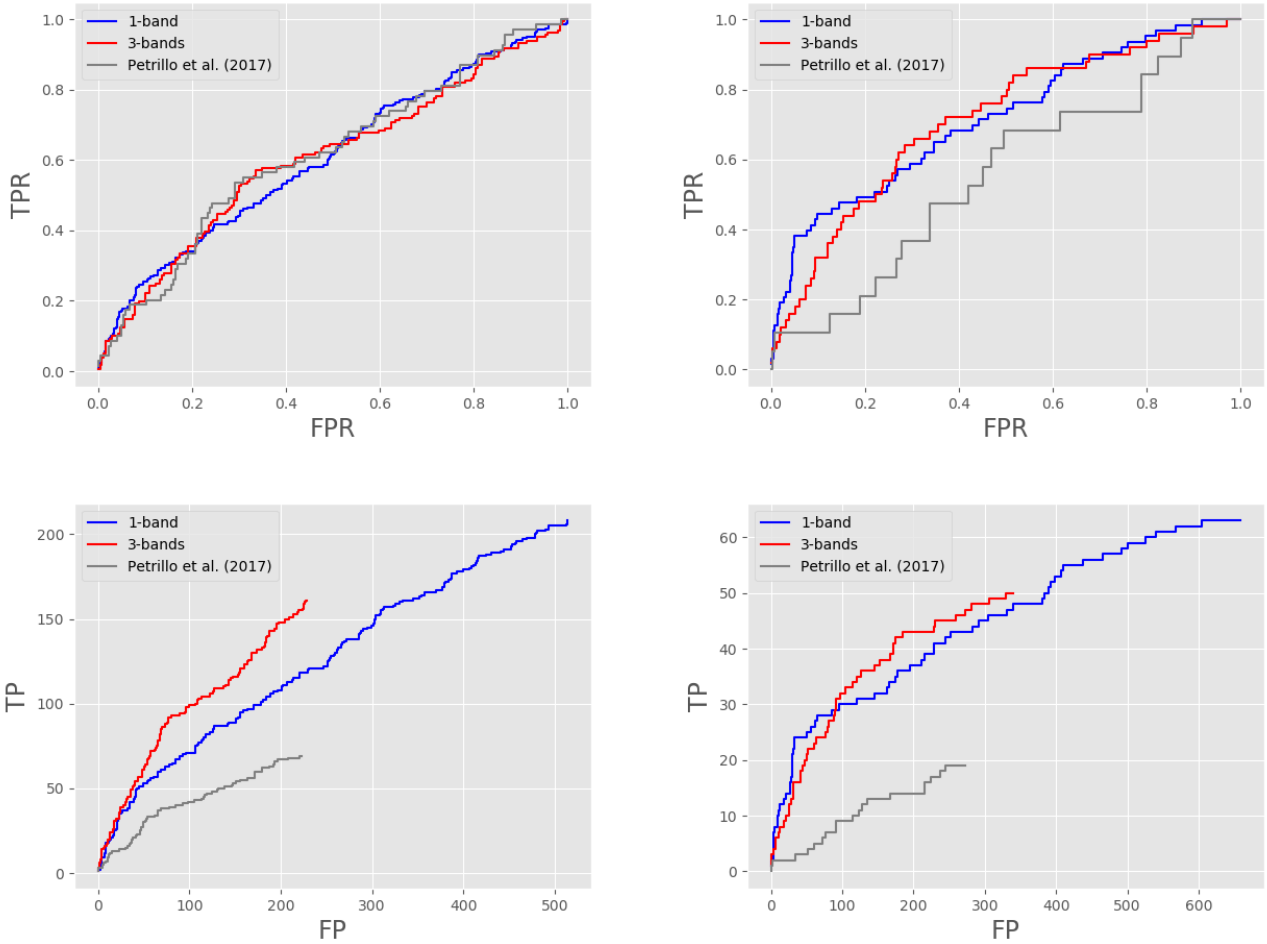 1-band
3-bands
Petrillo et al. (2017)
1.0
0.8
0.6
0.4
0.2
0.0
TPR
0.0 0.2 0.4 0.6 0.8 1.0
FPR
1-band
3-bands
Petrillo et al. (2017)
1.0
0.8
0.6
0.4
0.2
0.0
TPR
0.0 0.2 0.4 0.6 0.8 1.0
FPR
1-band
3-bands
Petrillo et al. (2017)
200
150
100
50
0
TP
0 100 200 300 400 500
FP
1-band
3-bands
Petrillo et al. (2017)
60
50
40
30
20
10
0
TP
0 100 200 300 400 500 600
FP